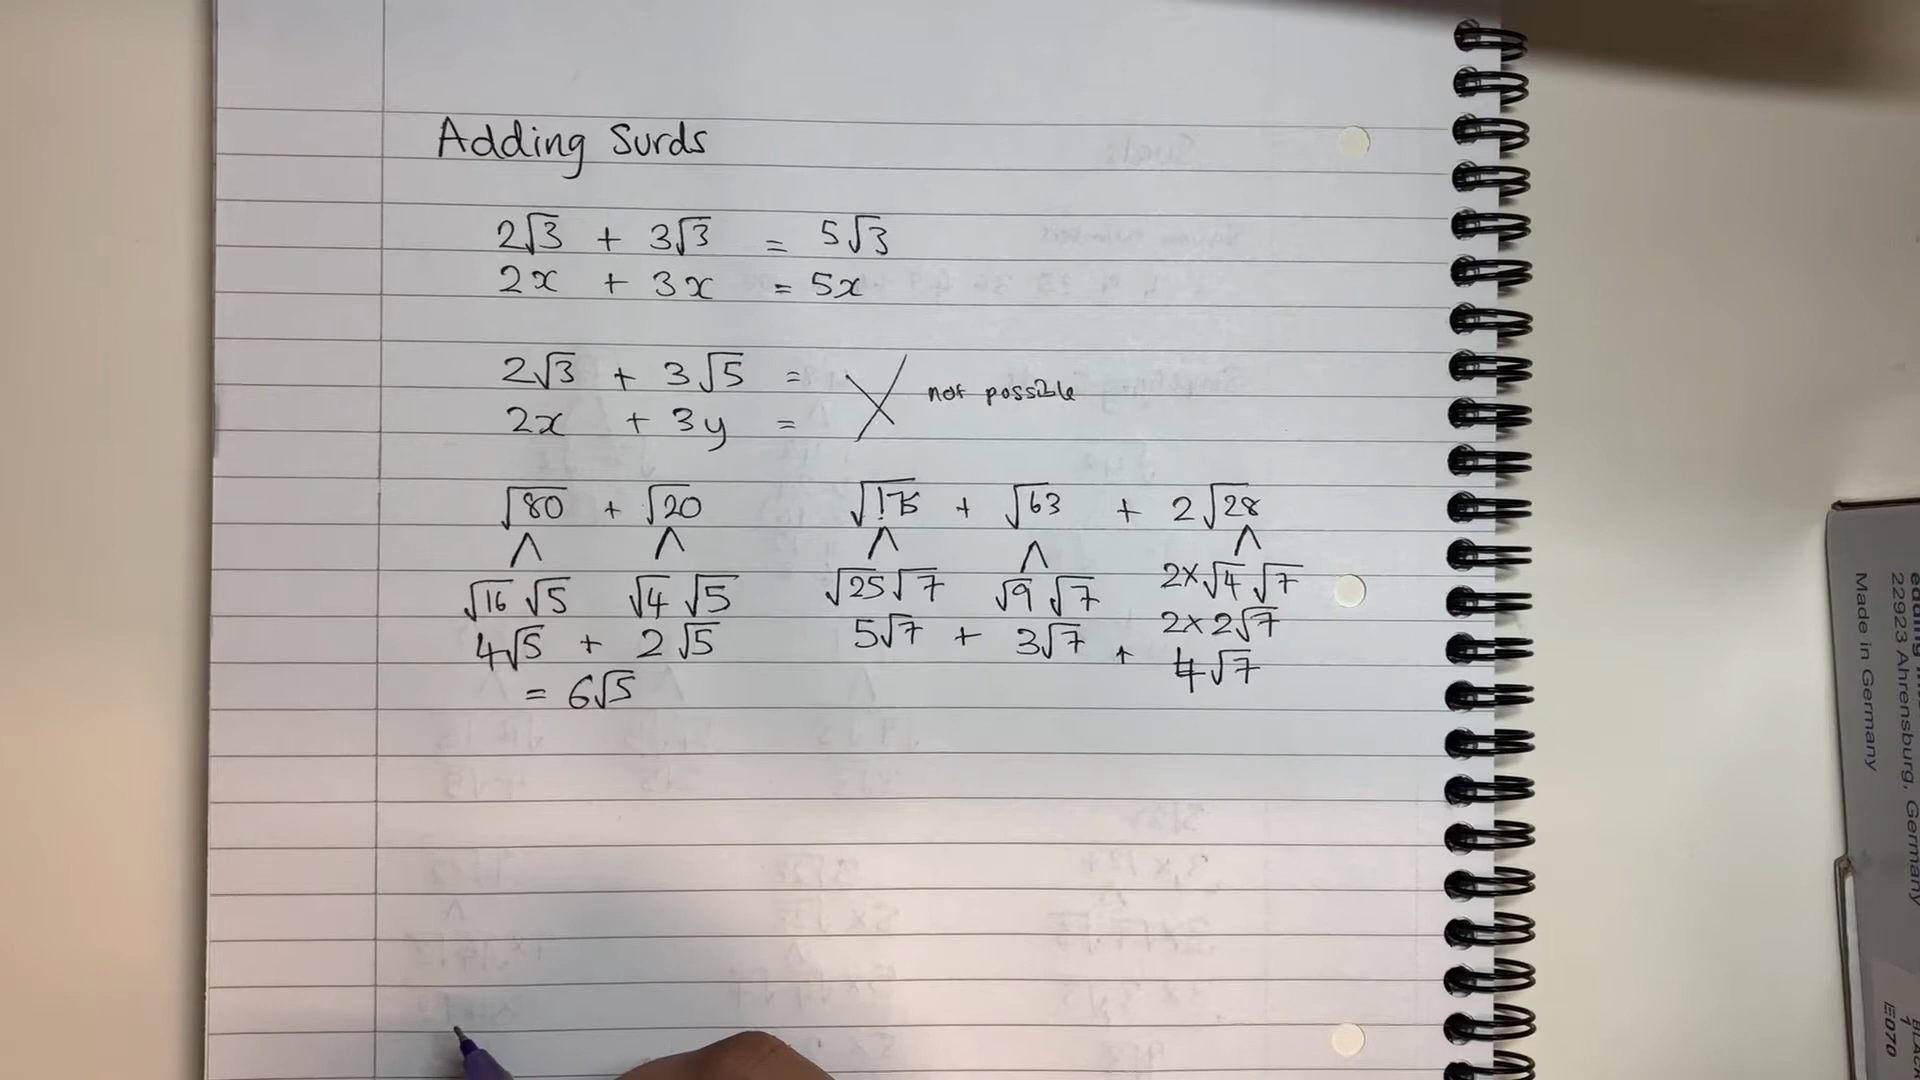 Adding Surds
2√3 + 3√3 = 5√3
2x + 3x = 5x
2√3 + 3√5 =
2x + 3y =
not possible
√80 + √20
√16 √5 √4 √5
4√5 + 2√5
= 6√5
√175 + √63 + 2√28
√25√7 √9√7 2×√4√7
2×2√7
5√7 + 3√7 + 4√7
22923 Ahrensburg, Germany
Made in Germany
E070